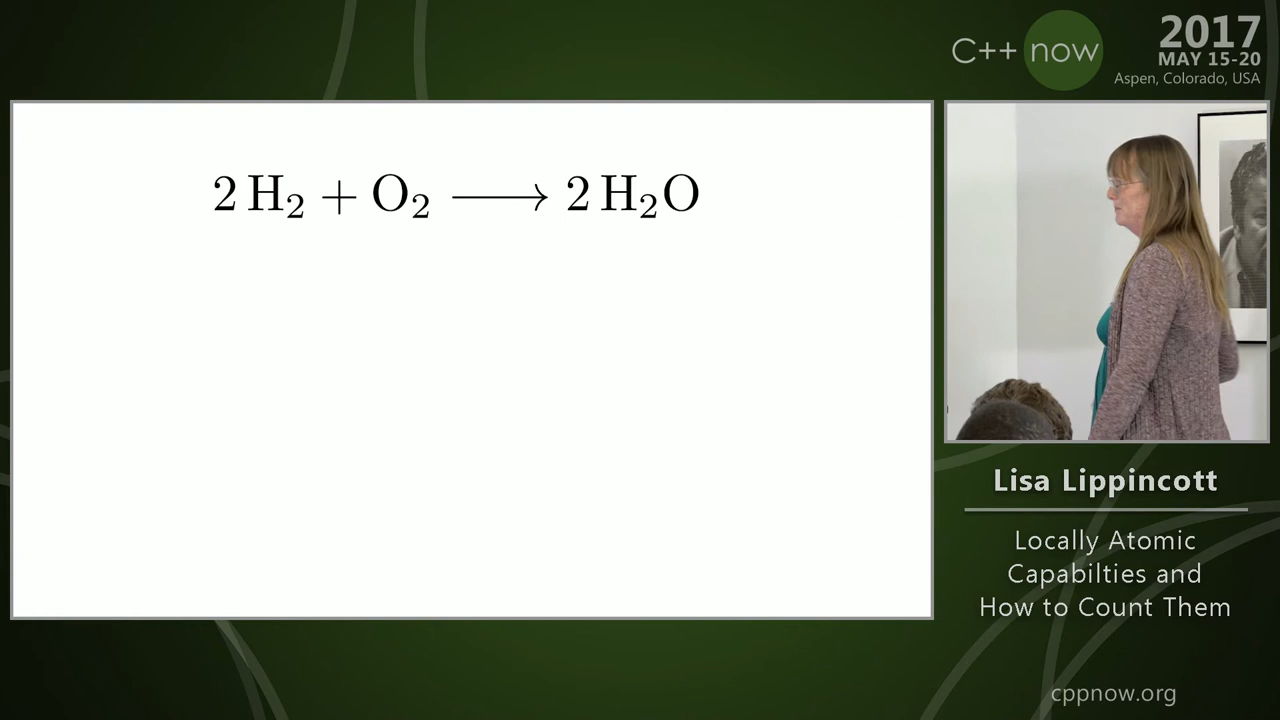 C++ now
2017
MAY 15-20
Aspen, Colorado, USA
2 H₂ + O₂ ⟶ 2 H₂O
Lisa Lippincott
Locally Atomic
Capabilties and
How to Count Them
cppnow.org